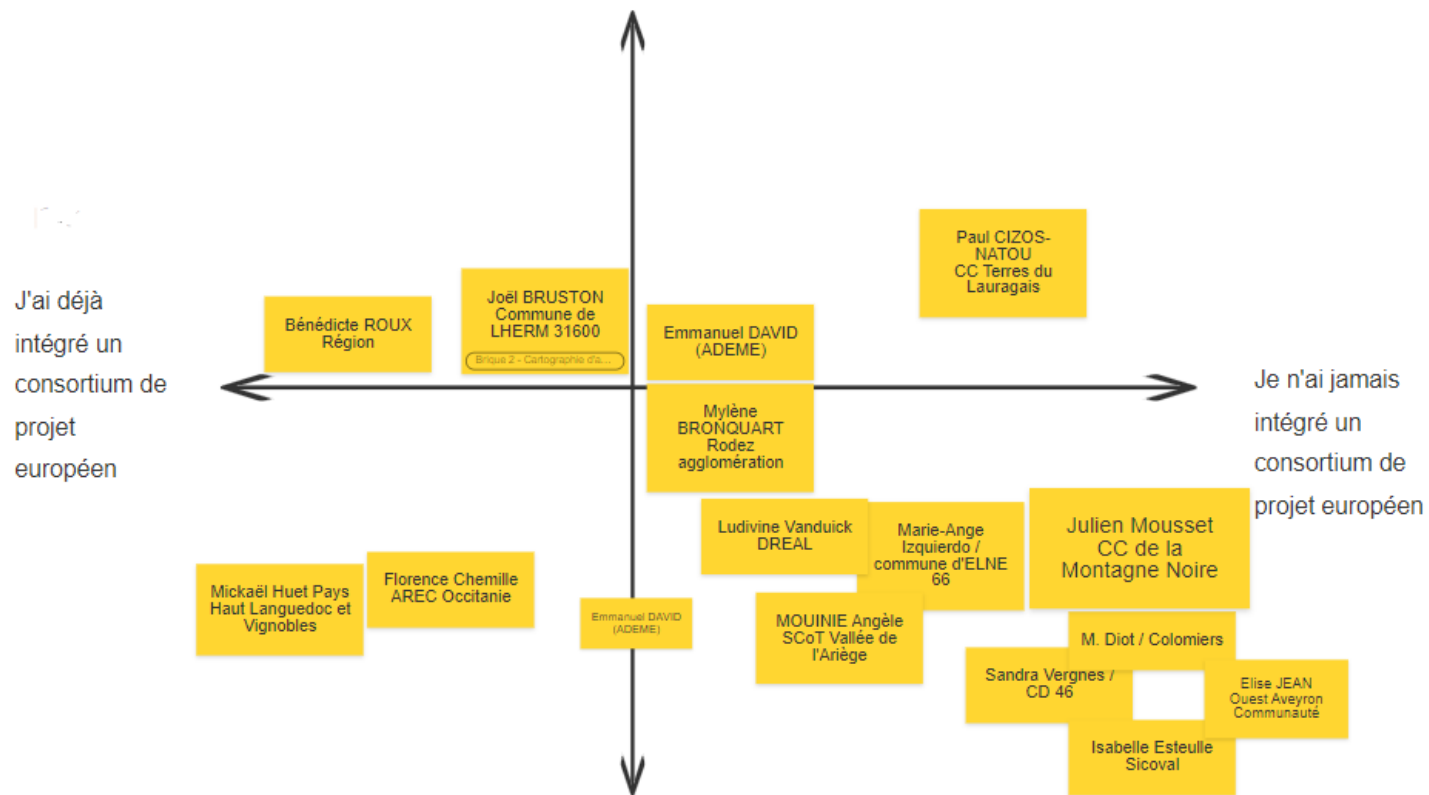 J'ai déjà
intégré un
consortium de
projet
européen
Bénédicte ROUX
Région
Joël BRUSTON
Commune de
LHERM 31600
Brique 2 - Cartographie d'a...
Emmanuel DAVID
(ADEME)
Paul CIZOS-
NATOU
CC Terres du
Lauragais
Je n'ai jamais
intégré un
consortium de
projet européen
Mylène
BRONQUART
Rodez
agglomération
Ludivine Vanduick
DREAL
Marie-Ange
Izquierdo /
commune d'ELNE
66
Julien Mousset
CC de la
Montagne Noire
Mickaël Huet Pays
Haut Languedoc et
Vignobles
Florence Chemille
AREC Occitanie
Emmanuel DAVID
(ADEME)
MOUINIE Angèle
SCoT Vallée de
l'Ariège
M. Diot / Colomiers
Sandra Vergnes /
CD 46
Elise JEAN
Ouest Aveyron
Communauté
Isabelle Esteulle
Sicoval